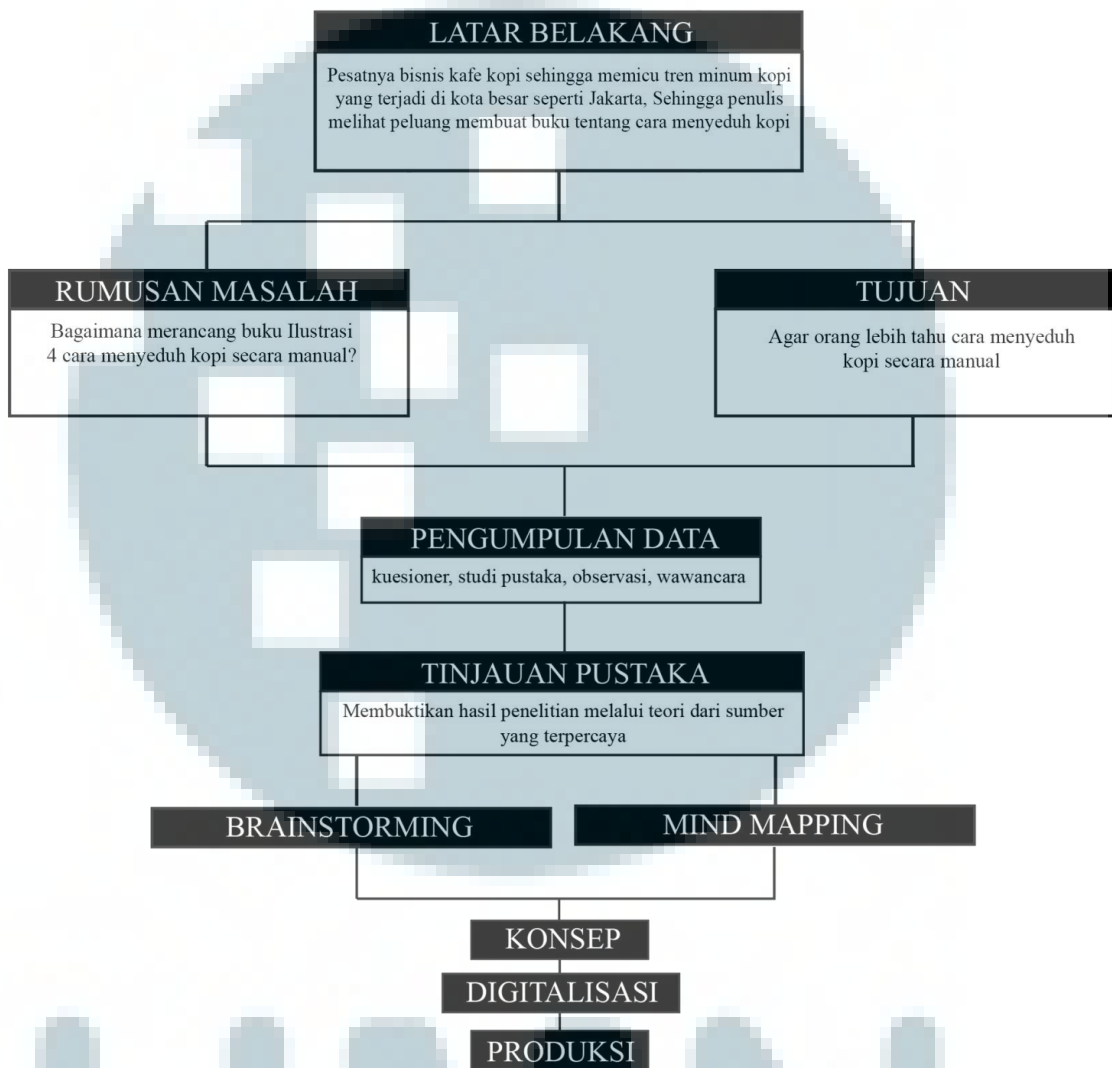 LATAR BELAKANG
Pesatnya bisnis kafe kopi sehingga memicu tren minum kopi
yang terjadi di kota besar seperti Jakarta, Sehingga penulis
melihat peluang membuat buku tentang cara menyeduh kopi
RUMUSAN MASALAH
Bagaimana merancang buku Ilustrasi
4 cara menyeduh kopi secara manual?
TUJUAN
Agar orang lebih tahu cara menyeduh
kopi secara manual
PENGUMPULAN DATA
kuesioner, studi pustaka, observasi, wawancara
TINJAUAN PUSTAKA
Membuktikan hasil penelitian melalui teori dari sumber
yang terpercaya
BRAINSTORMING
MIND MAPPING
KONSEP
DIGITALISASI
PRODUKSI